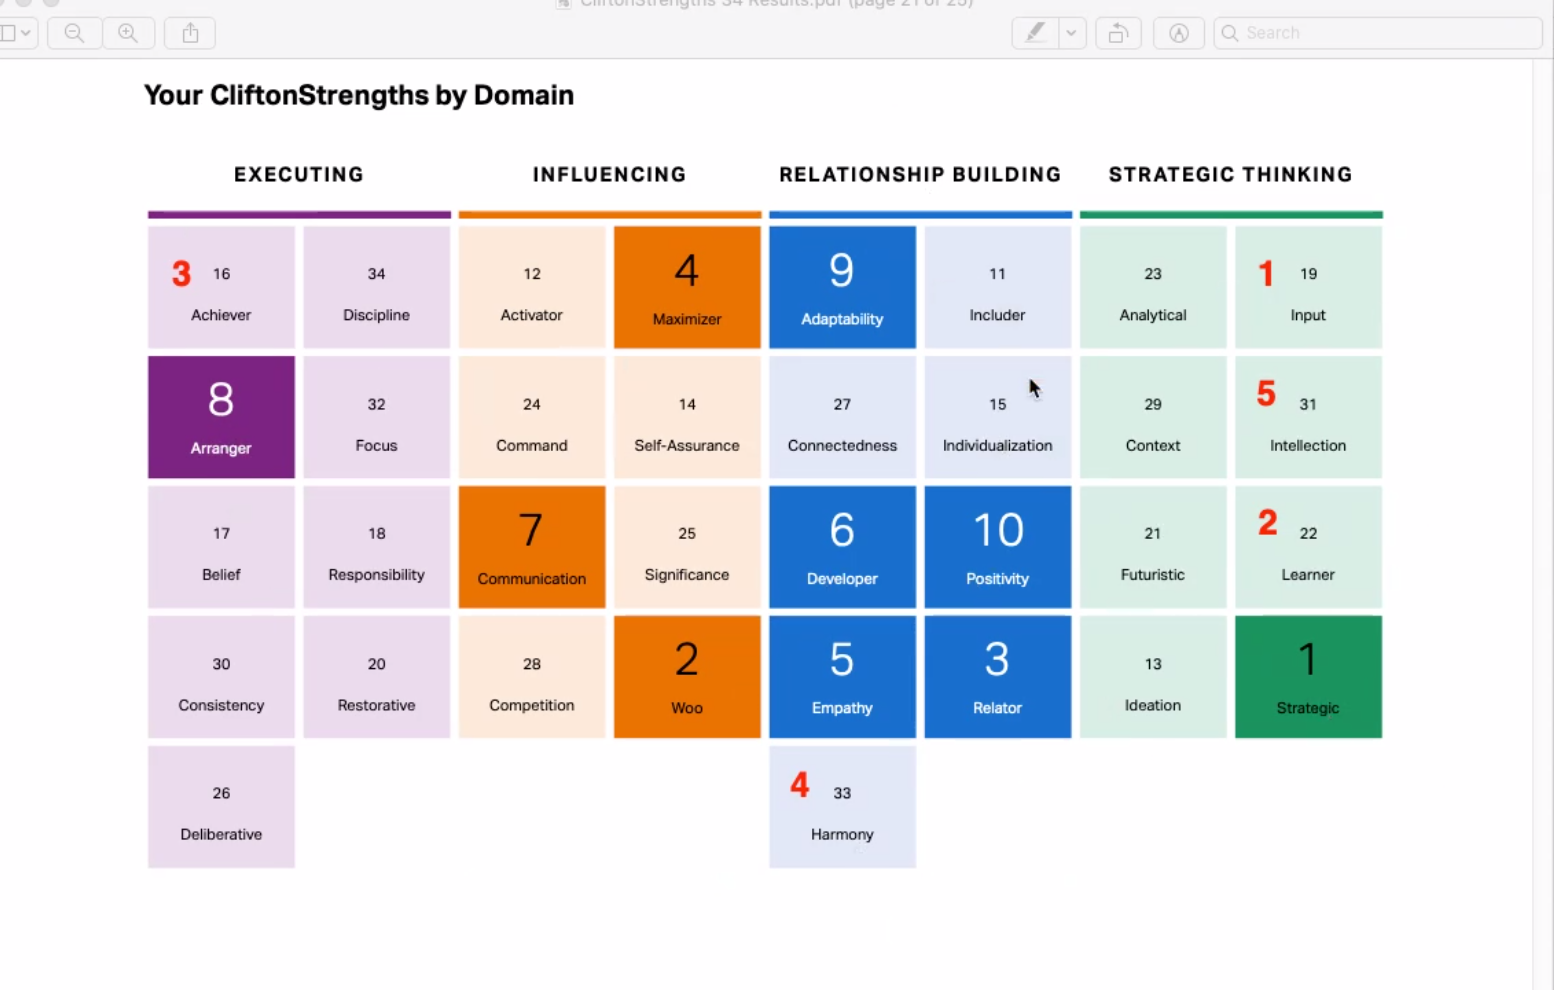 CliftonStrengths 34 Results.pdf (page 21 of 25)
Search
Your CliftonStrengths by Domain
EXECUTING
INFLUENCING
RELATIONSHIP BUILDING
STRATEGIC THINKING
3 16
Achiever
34
Discipline
12
Activator
4
Maximizer
9
Adaptability
11
Includer
23
Analytical
1 19
Input
8
Arranger
32
Focus
24
Command
14
Self-Assurance
27
Connectedness
15
Individualization
29
Context
5 31
Intellection
17
Belief
18
Responsibility
7
Communication
25
Significance
6
Developer
10
Positivity
21
Futuristic
2 22
Learner
30
Consistency
20
Restorative
28
Competition
2
Woo
5
Empathy
3
Relator
13
Ideation
1
Strategic
26
Deliberative
4 33
Harmony